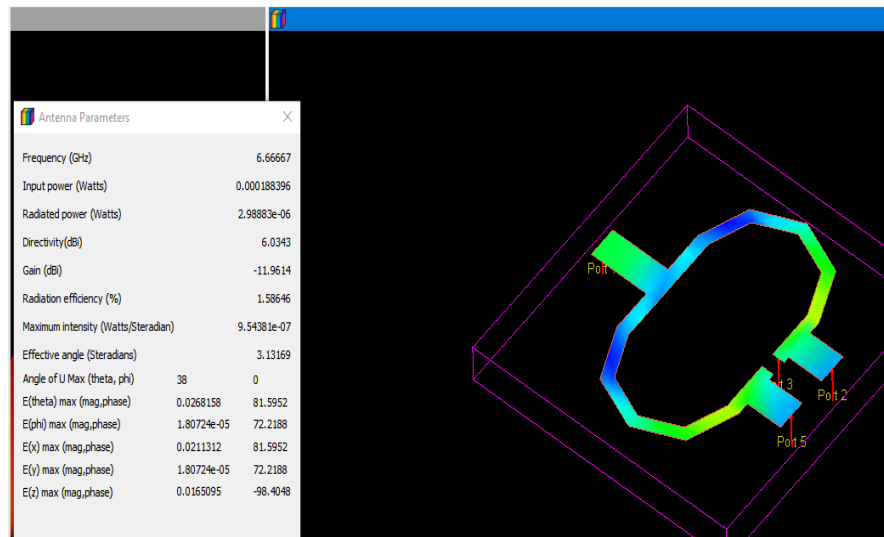 Antenna Parameters
Frequency (GHz) 6.66667
Input power (Watts) 0.000188396
Radiated power (Watts) 2.98883e-06
Directivity(dBi) 6.0343
Gain (dBi) -11.9614
Radiation efficiency (%) 1.58646
Maximum intensity (Watts/Steradian) 9.54381e-07
Effective angle (Steradians) 3.13169
Angle of U Max (theta, phi) 38 0
E(theta) max (mag,phase) 0.0268158 81.5952
E(phi) max (mag,phase) 1.80724e-05 72.2188
E(x) max (mag,phase) 0.0211312 81.5952
E(y) max (mag,phase) 1.80724e-05 72.2188
E(z) max (mag,phase) 0.0165095 -98.4048
Port
3
Port 2
Port 5